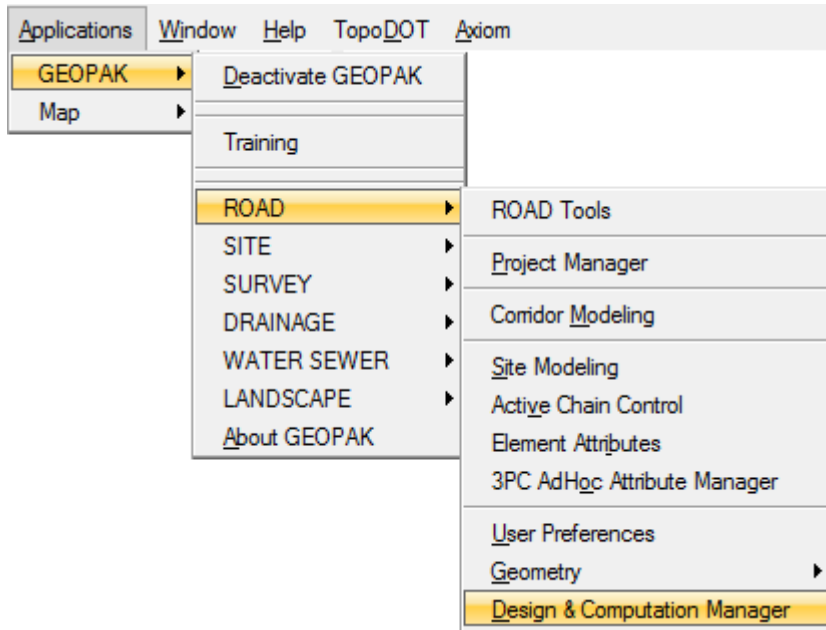 Applications Window Help TopoDOT Axiom
GEOPAK
Map
Deactivate GEOPAK
Training
ROAD
SITE
SURVEY
DRAINAGE
WATER SEWER
LANDSCAPE
About GEOPAK
ROAD Tools
Project Manager
Corridor Modeling
Site Modeling
Active Chain Control
Element Attributes
3PC AdHoc Attribute Manager
User Preferences
Geometry
Design & Computation Manager